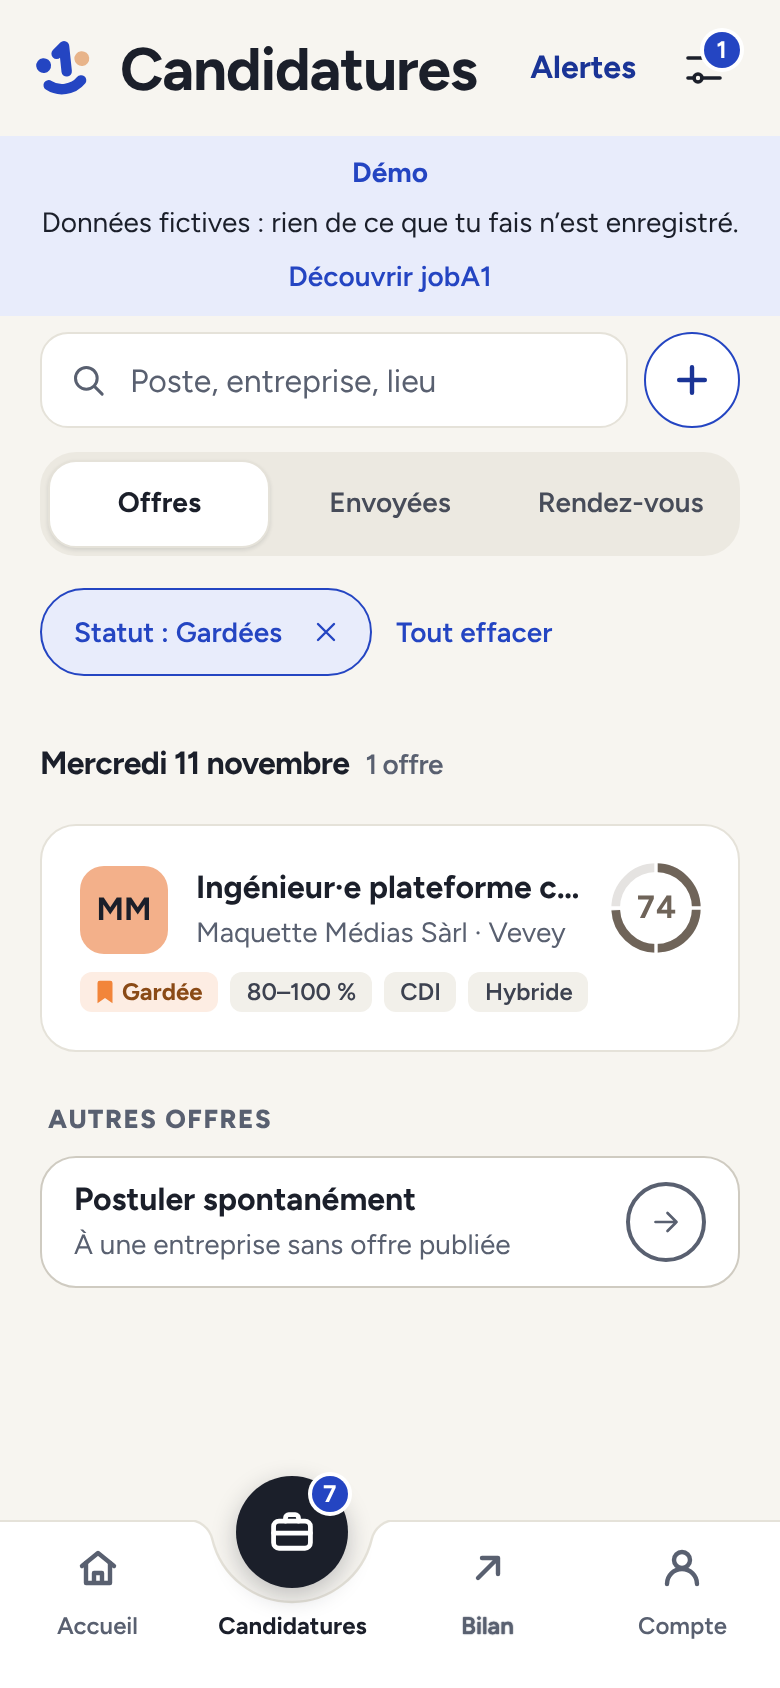 Candidatures
Alertes
1
Démo
Données fictives : rien de ce que tu fais n’est enregistré.
Découvrir jobA1
Poste, entreprise, lieu
Offres
Envoyées
Rendez-vous
Statut : Gardées
Tout effacer
Mercredi 11 novembre 1 offre
MM
Ingénieur·e plateforme c...
Maquette Médias Sàrl · Vevey
74
Gardée
80–100 %
CDI
Hybride
AUTRES OFFRES
Postuler spontanément
À une entreprise sans offre publiée
7
Accueil
Candidatures
Bilan
Compte